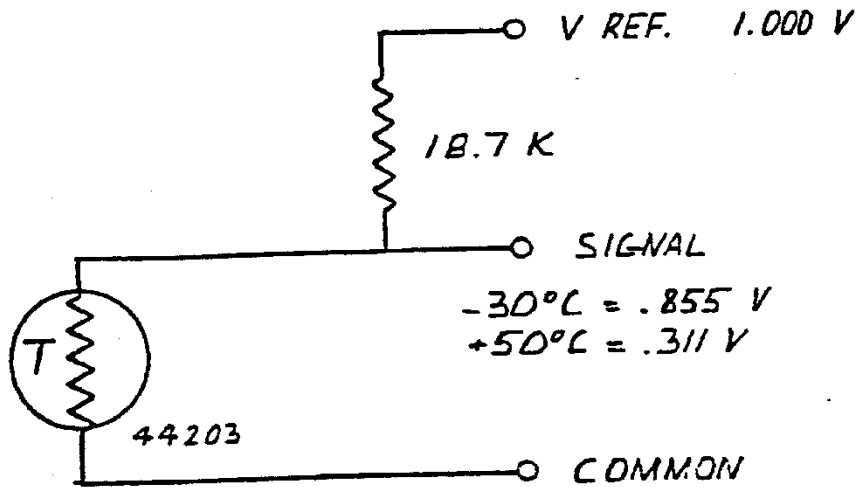 V REF. 1.000 V
18.7 K
SIGNAL
-30°C = .855 V
+50°C = .311 V
T
44203
COMMON